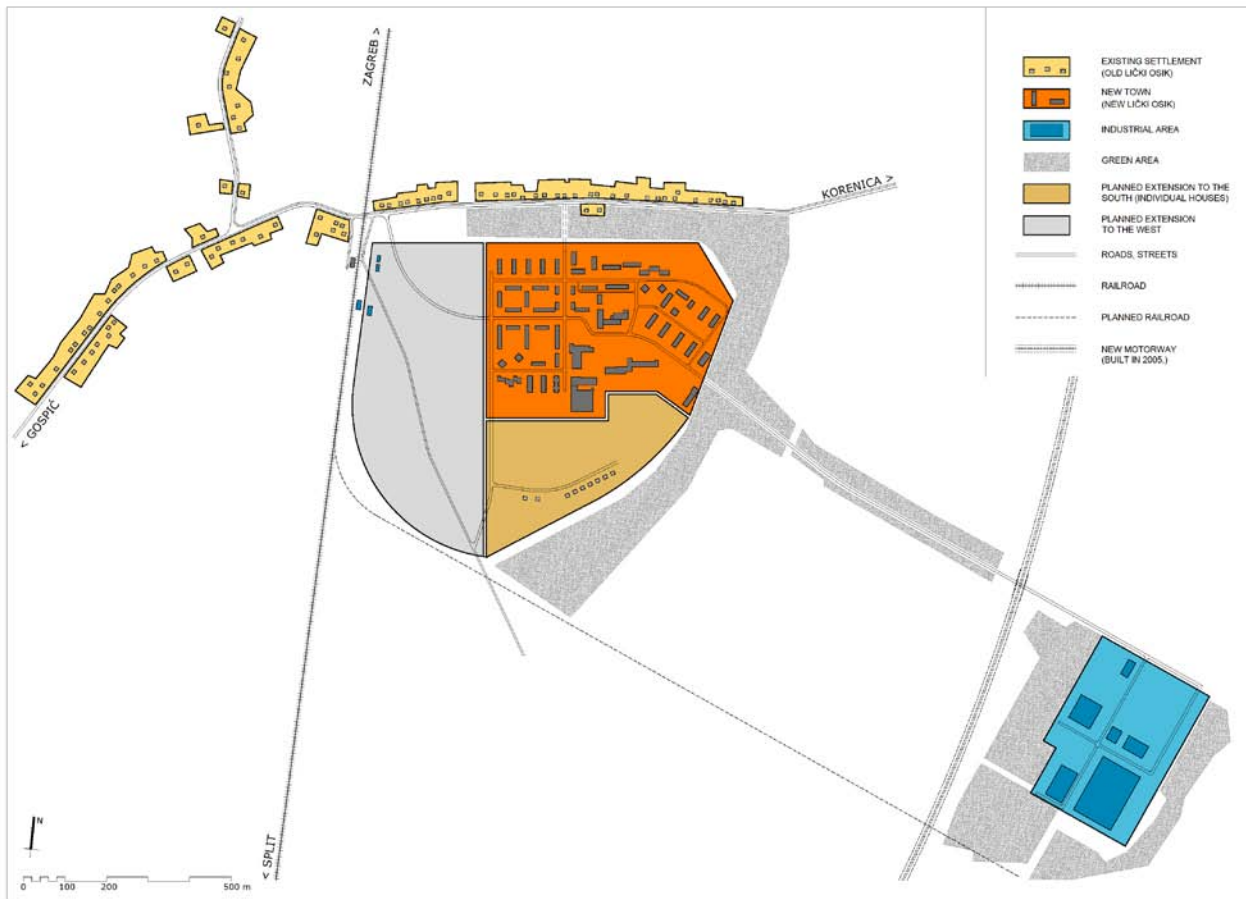 ZAGREB >
KORENICA >
< GOSPIĆ
< SPLIT
N
0 100 200 500 m
EXISTING SETTLEMENT
(OLD LIČKI OSIK)
NEW TOWN
(NEW LIČKI OSIK)
INDUSTRIAL AREA
GREEN AREA
PLANNED EXTENSION TO THE
SOUTH (INDIVIDUAL HOUSES)
PLANNED EXTENSION
TO THE WEST
ROADS, STREETS
RAILROAD
PLANNED RAILROAD
NEW MOTORWAY
(BUILT IN 2005.)